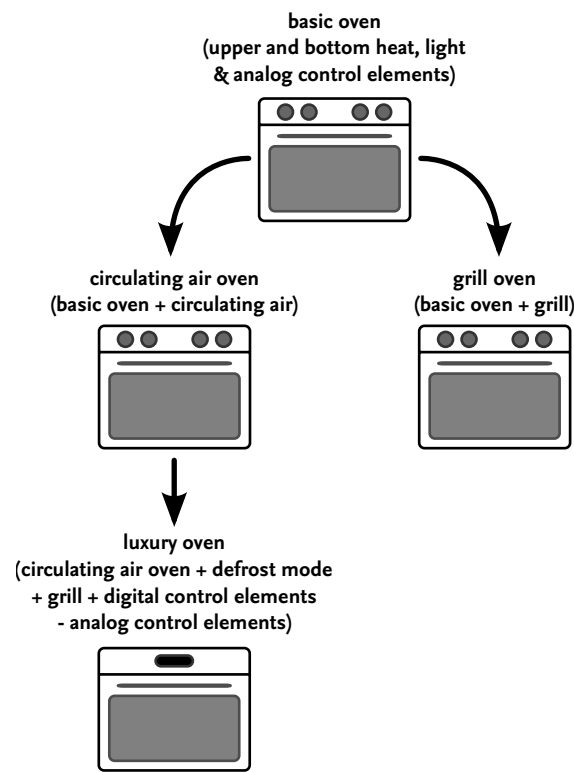 basic oven
(upper and bottom heat, light
& analog control elements)
circulating air oven
(basic oven + circulating air)
grill oven
(basic oven + grill)
luxury oven
(circulating air oven + defrost mode
+ grill + digital control elements
- analog control elements)